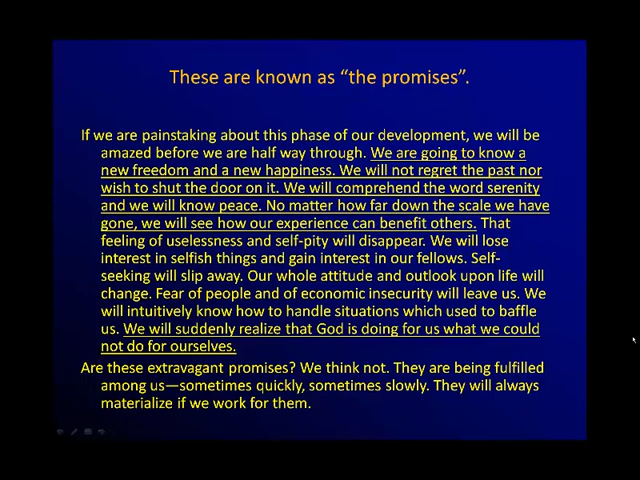 These are known as “the promises”.
If we are painstaking about this phase of our development, we will be
amazed before we are half way through. We are going to know a
new freedom and a new happiness. We will not regret the past nor
wish to shut the door on it. We will comprehend the word serenity
and we will know peace. No matter how far down the scale we have
gone, we will see how our experience can benefit others. That
feeling of uselessness and self-pity will disappear. We will lose
interest in selfish things and gain interest in our fellows. Self-
seeking will slip away. Our whole attitude and outlook upon life will
change. Fear of people and of economic insecurity will leave us. We
will intuitively know how to handle situations which used to baffle
us. We will suddenly realize that God is doing for us what we could
not do for ourselves.
Are these extravagant promises? We think not. They are being fulfilled
among us—sometimes quickly, sometimes slowly. They will always
materialize if we work for them.